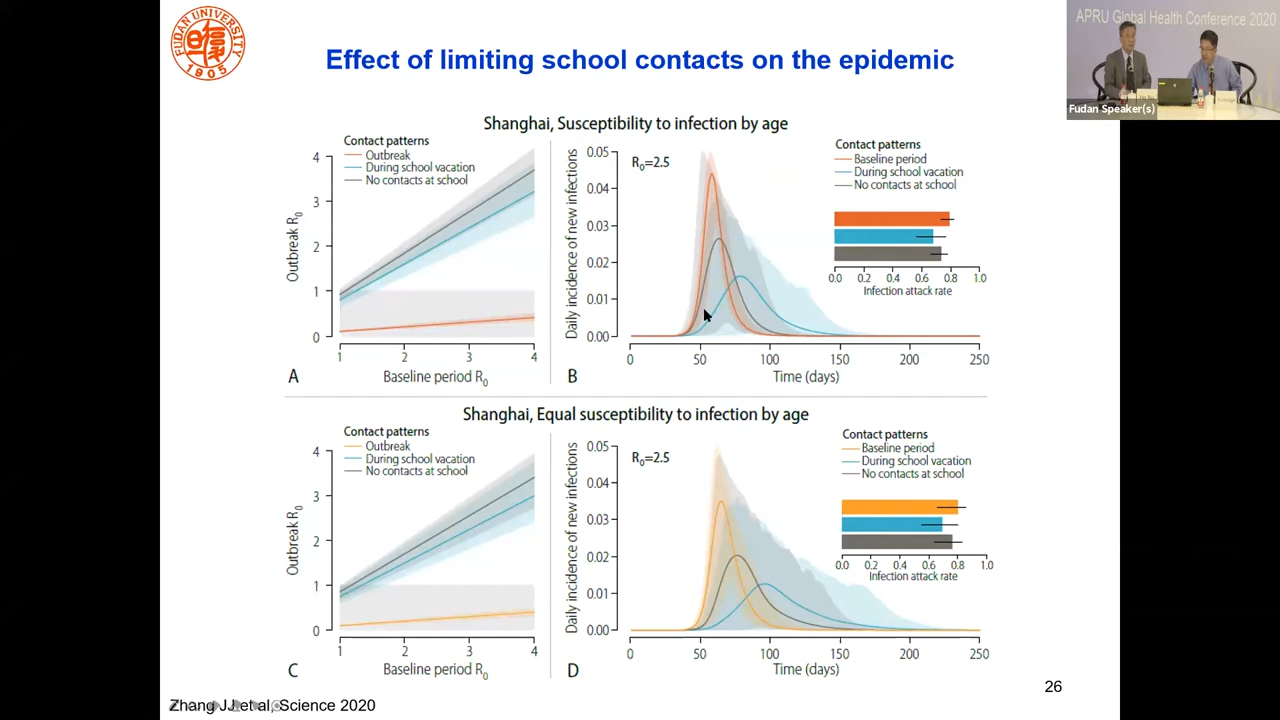 FUDAN UNIVERSITY
1905
Effect of limiting school contacts on the epidemic
APRU Global Health Conference 2020
Fudan Speaker(s)
Shanghai, Susceptibility to infection by age
Contact patterns
Outbreak
During school vacation
No contacts at school
4
3
2
1
0
Outbreak R0
1 2 3 4
Baseline period R0
A
R0=2.5
0.05
0.04
0.03
0.02
0.01
0.00
Daily incidence of new infections
0 50 100 150 200 250
Time (days)
B
Contact patterns
Baseline period
During school vacation
No contacts at school
0.0 0.2 0.4 0.6 0.8 1.0
Infection attack rate
Shanghai, Equal susceptibility to infection by age
Contact patterns
Outbreak
During school vacation
No contacts at school
4
3
2
1
0
Outbreak R0
1 2 3 4
Baseline period R0
C
R0=2.5
0.05
0.04
0.03
0.02
0.01
0.00
Daily incidence of new infections
0 50 100 150 200 250
Time (days)
D
Contact patterns
Baseline period
During school vacation
No contacts at school
0.0 0.2 0.4 0.6 0.8 1.0
Infection attack rate
26
Zhang J, et al, Science 2020